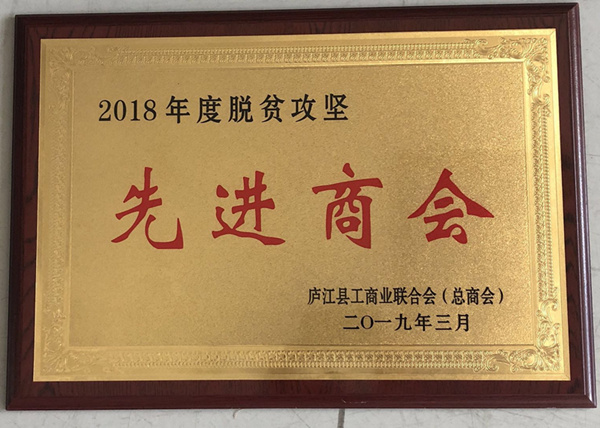 2018年度脱贫攻坚
先进商会
庐江县工商业联合会(总商会)
二〇一九年三月